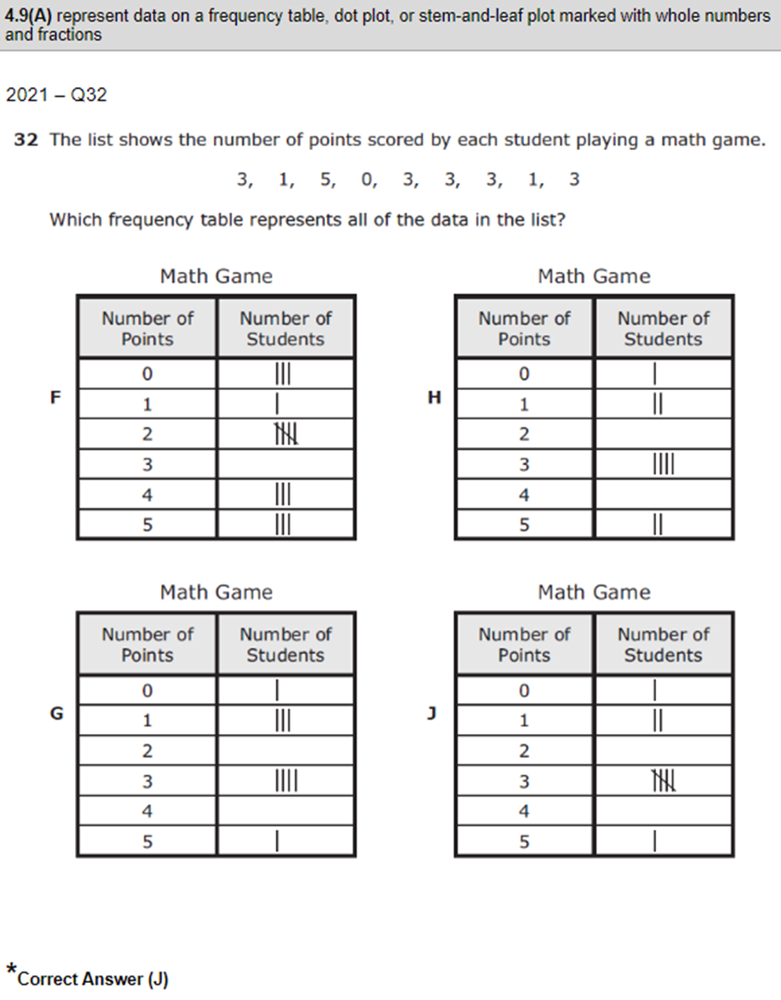 4.9(A) represent data on a frequency table, dot plot, or stem-and-leaf plot marked with whole numbers
and fractions
2021 – Q32
32 The list shows the number of points scored by each student playing a math game.
3, 1, 5, 0, 3, 3, 3, 1, 3
Which frequency table represents all of the data in the list?
F
Math Game
Number of Points | Number of Students
0 | |||
1 | |
2 | 𝍸
3
4 | |||
5 | |||
H
Math Game
Number of Points | Number of Students
0 | |
1 | ||
2
3 | ||||
4
5 | ||
G
Math Game
Number of Points | Number of Students
0 | |
1 | |||
2
3 | ||||
4
5 | |
J
Math Game
Number of Points | Number of Students
0 | |
1 | ||
2
3 | 𝍸
4
5 | |
*Correct Answer (J)